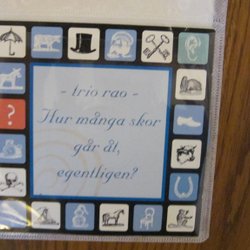 - trio rao -
Hur många skor
går åt,
egentligen?
?